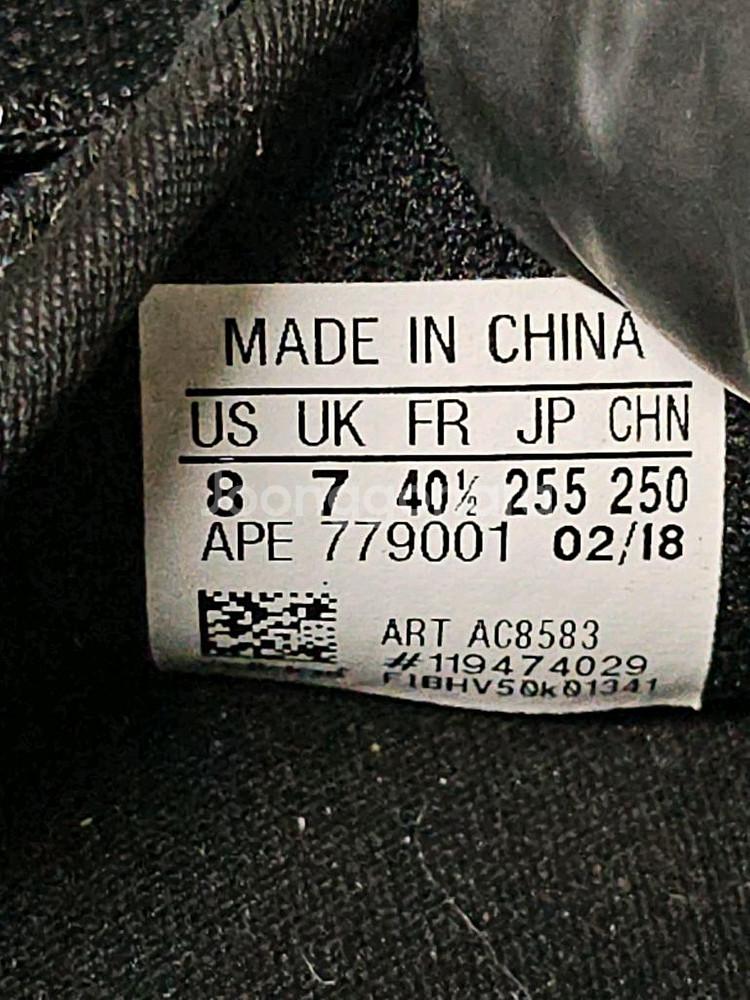 MADE IN CHINA
US UK FR JP CHN
8 7 40½ 255 250
APE 779001 02/18
ART AC8583
#119474029
F18HV50k01341